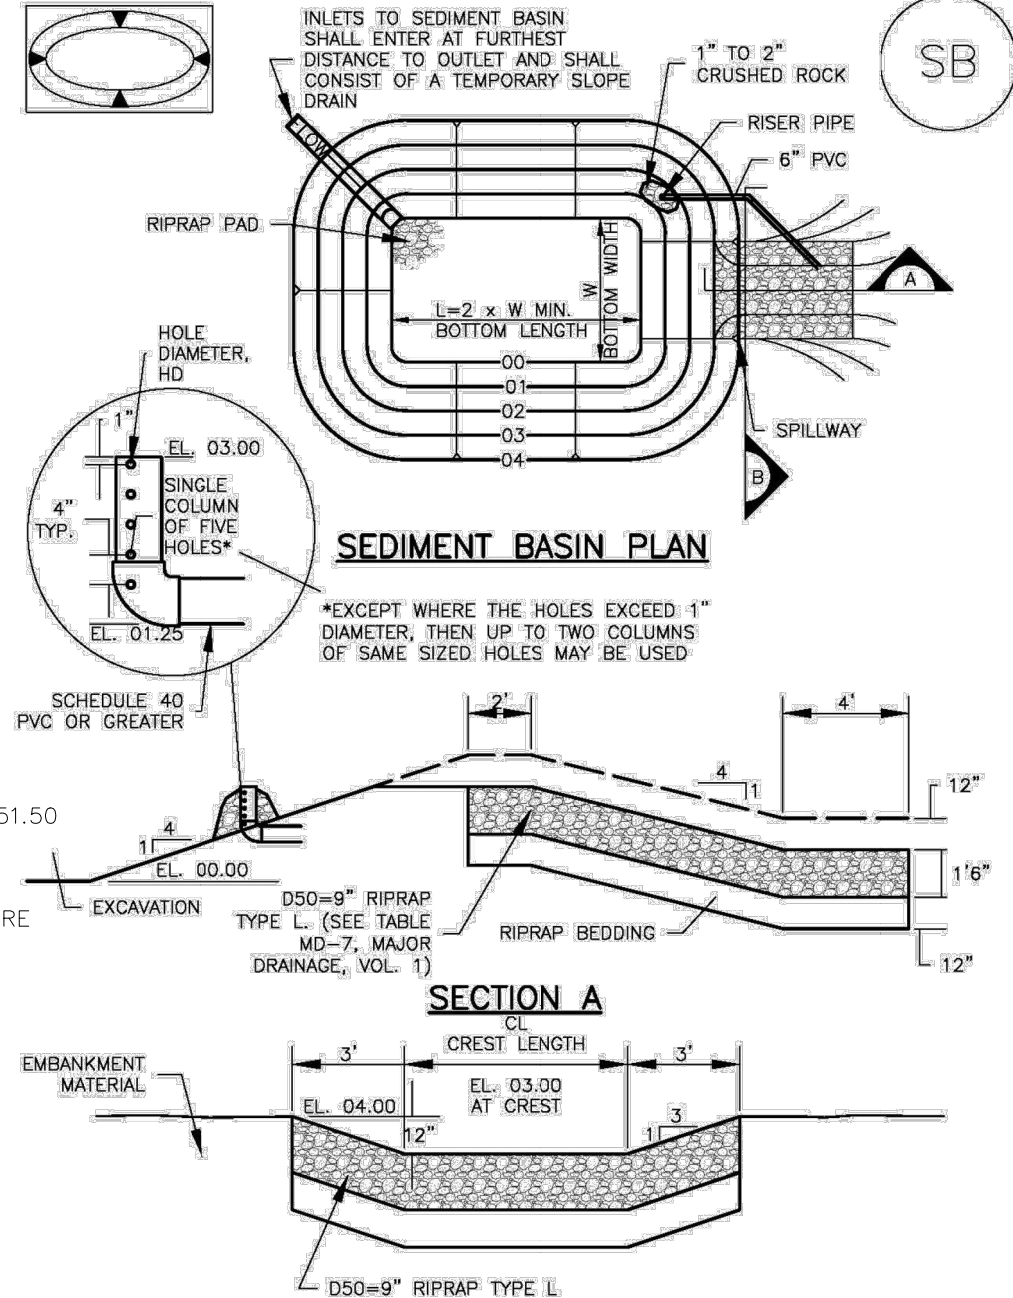 INLETS TO SEDIMENT BASIN
SHALL ENTER AT FURTHEST
DISTANCE TO OUTLET AND SHALL
CONSIST OF A TEMPORARY SLOPE
DRAIN
1" TO 2"
CRUSHED ROCK
SB
RISER PIPE
6" PVC
FLOW
RIPRAP PAD
A
W
BOTTOM WIDTH
L=2 x W MIN.
BOTTOM LENGTH
00
01
02
03
04
SPILLWAY
B
HOLE
DIAMETER,
HD
1"
EL. 03.00
4"
TYP.
SINGLE
COLUMN
OF FIVE
HOLES*
EL. 01.25
SCHEDULE 40
PVC OR GREATER
SEDIMENT BASIN PLAN
*EXCEPT WHERE THE HOLES EXCEED 1"
DIAMETER, THEN UP TO TWO COLUMNS
OF SAME SIZED HOLES MAY BE USED
2'
4'
4
1
12"
51.50
4
1
EL. 00.00
1'6"
EXCAVATION
RE
D50=9" RIPRAP
TYPE L. (SEE TABLE
MD-7, MAJOR
DRAINAGE, VOL. 1)
RIPRAP BEDDING
12"
SECTION A
CL
CREST LENGTH
3'
3'
EMBANKMENT
MATERIAL
EL. 04.00
EL. 03.00
AT CREST
12"
3
1
D50=9" RIPRAP TYPE L